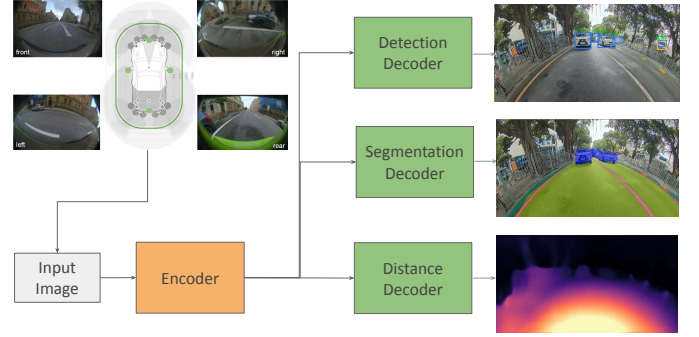 front
right
left
rear
Detection
Decoder
Segmentation
Decoder
Input
Image
Encoder
Distance
Decoder